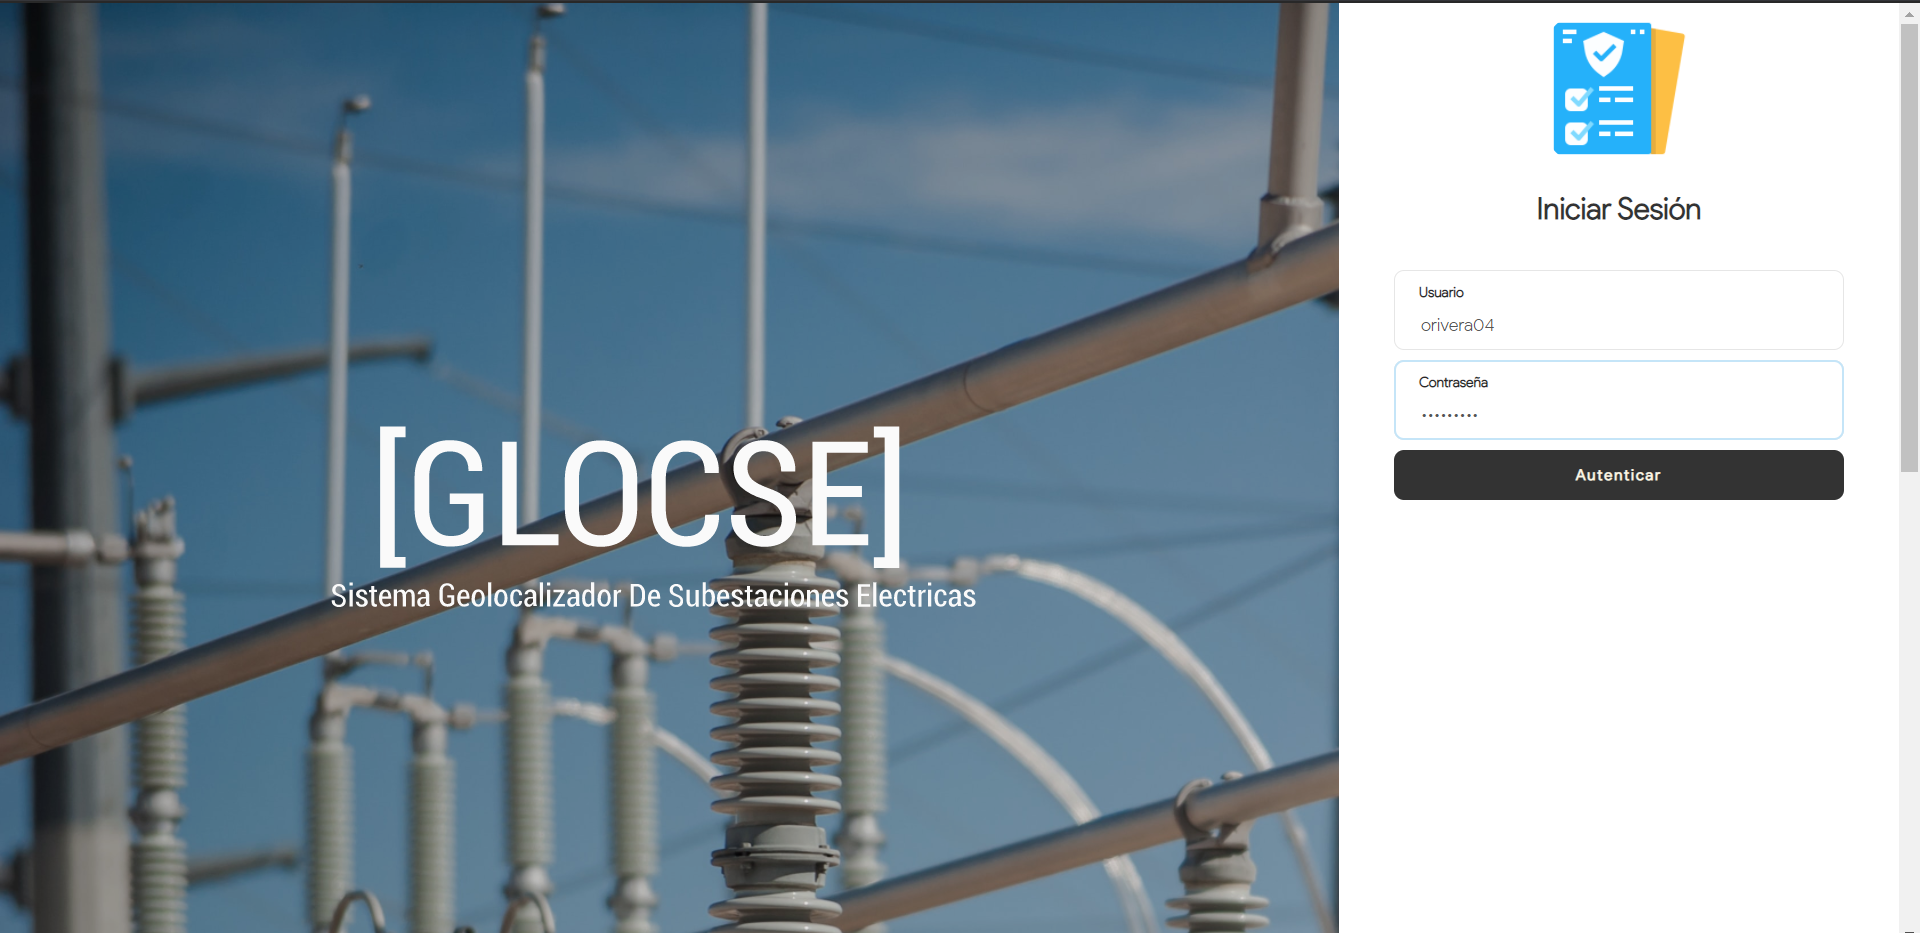 [GLOCSE]
Sistema Geolocalizador De Subestaciones Electricas
Iniciar Sesión
Usuario
orivera04
Contraseña
•••••••••
Autenticar